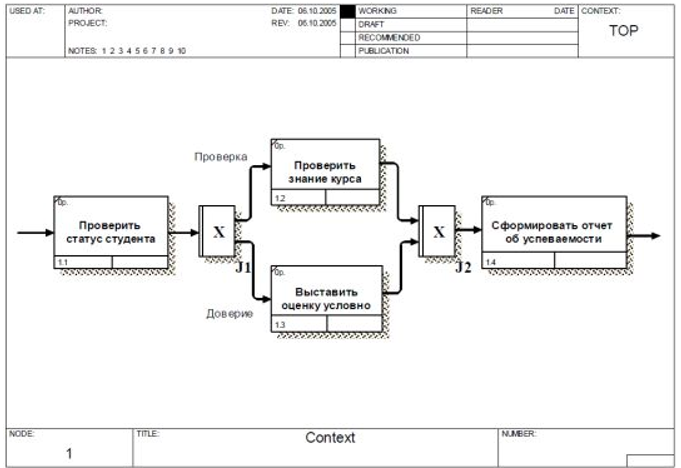 USED AT:
AUTHOR:
DATE: 06.10.2005
WORKING
READER
DATE
CONTEXT:
PROJECT:
REV: 06.10.2005
DRAFT
TOP
RECOMMENDED
NOTES: 1 2 3 4 5 6 7 8 9 10
PUBLICATION
Проверка
0р.
Проверить
знание курса
1.2
0р.
Проверить
статус студента
1.1
X
J1
X
J2
Сформировать отчет
об успеваемости
0р.
1.4
0р.
Выставить
оценку условно
1.3
Доверие
NODE:
1
TITLE:
Context
NUMBER: